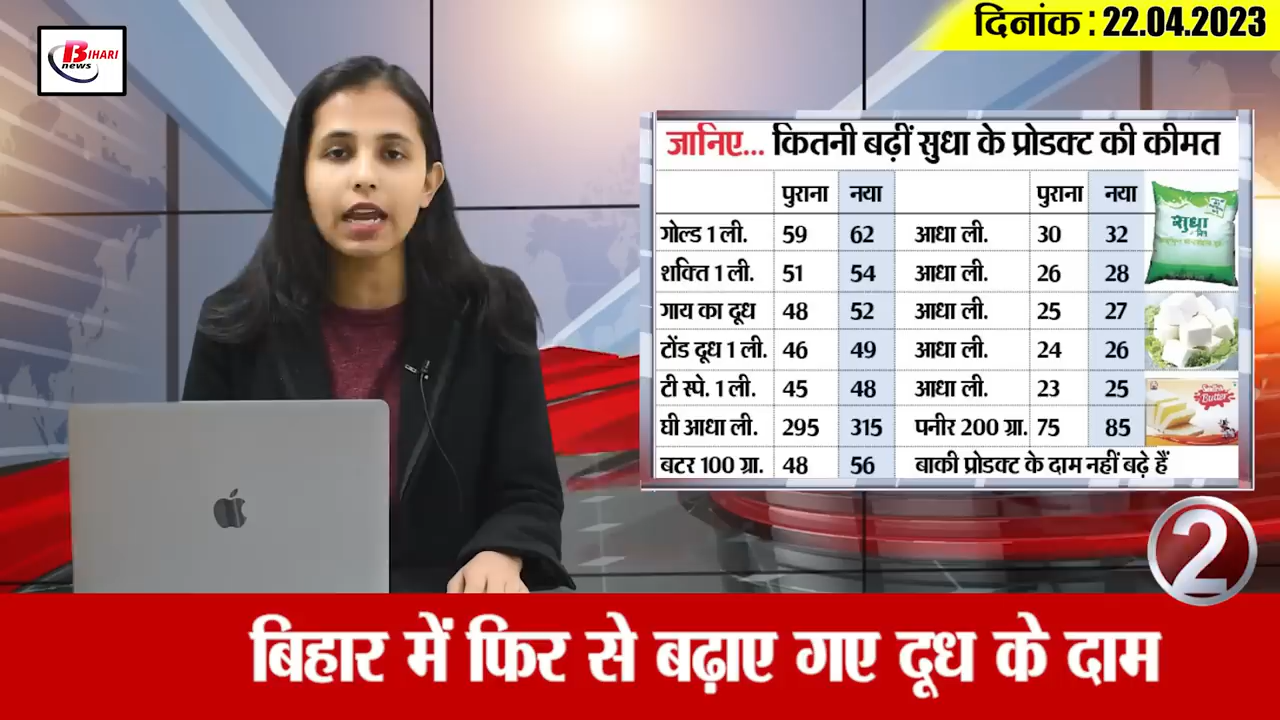 BIHARI
news
दिनांक : 22.04.2023
जानिए... कितनी बढ़ीं सुधा के प्रोडक्ट की कीमत
पुराना नया पुराना नया
गोल्ड 1 ली. 59 62 आधा ली. 30 32
शक्ति 1 ली. 51 54 आधा ली. 26 28
गाय का दूध 48 52 आधा ली. 25 27
टोंड दूध 1 ली. 46 49 आधा ली. 24 26
टी स्पे. 1 ली. 45 48 आधा ली. 23 25
घी आधा ली. 295 315 पनीर 200 ग्रा. 75 85
बटर 100 ग्रा. 48 56 बाकी प्रोडक्ट के दाम नहीं बढ़े हैं
सुधा
Sudha
Butter
2
बिहार में फिर से बढ़ाए गए दूध के दाम